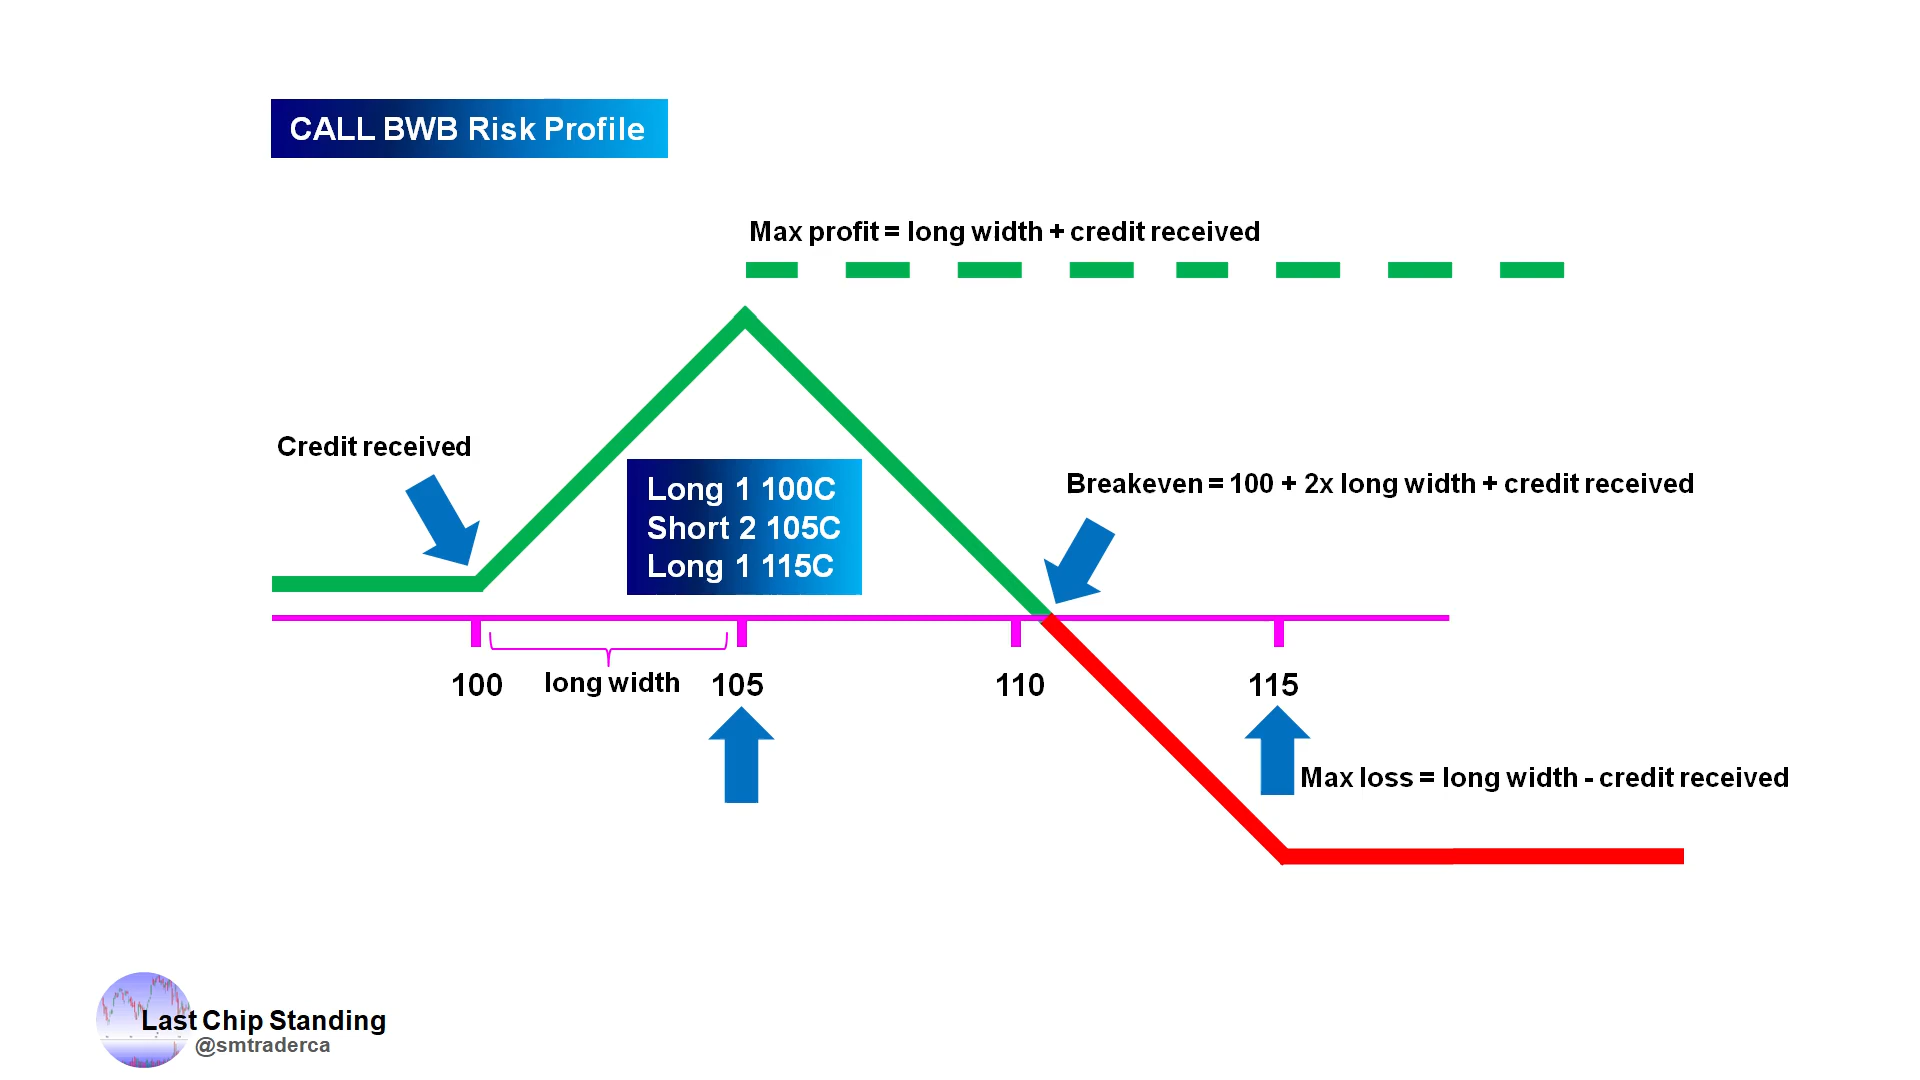 CALL BWB Risk Profile
Max profit = long width + credit received
Credit received
Long 1 100C
Short 2 105C
Long 1 115C
Breakeven = 100 + 2x long width + credit received
100
long width
105
110
115
Max loss = long width - credit received
Last Chip Standing
@smtraderca